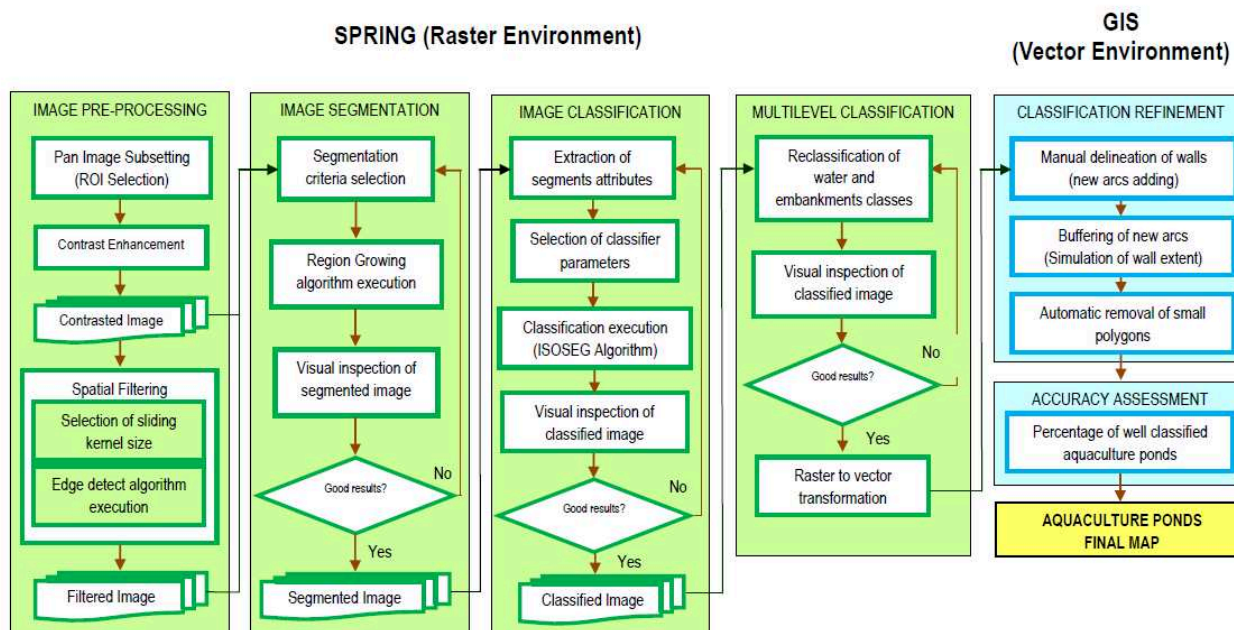 SPRING (Raster Environment)
GIS
(Vector Environment)
IMAGE PRE-PROCESSING
Pan Image Subsetting
(ROI Selection)
Contrast Enhancement
Contrasted Image
Spatial Filtering
Selection of sliding
kernel size
Edge detect algorithm
execution
Filtered Image
IMAGE SEGMENTATION
Segmentation
criteria selection
Region Growing
algorithm execution
Visual inspection of
segmented image
Good results?
No
Yes
Segmented Image
IMAGE CLASSIFICATION
Extraction of
segments attributes
Selection of classifier
parameters
Classification execution
(ISOSEG Algorithm)
Visual inspection of
classified image
Good results?
No
Yes
Classified Image
MULTILEVEL CLASSIFICATION
Reclassification of
water and
embankments classes
Visual inspection of
classified image
Good results?
No
Yes
Raster to vector
transformation
CLASSIFICATION REFINEMENT
Manual delineation of walls
(new arcs adding)
Buffering of new arcs
(Simulation of wall extent)
Automatic removal of small
polygons
ACCURACY ASSESSMENT
Percentage of well classified
aquaculture ponds
AQUACULTURE PONDS
FINAL MAP